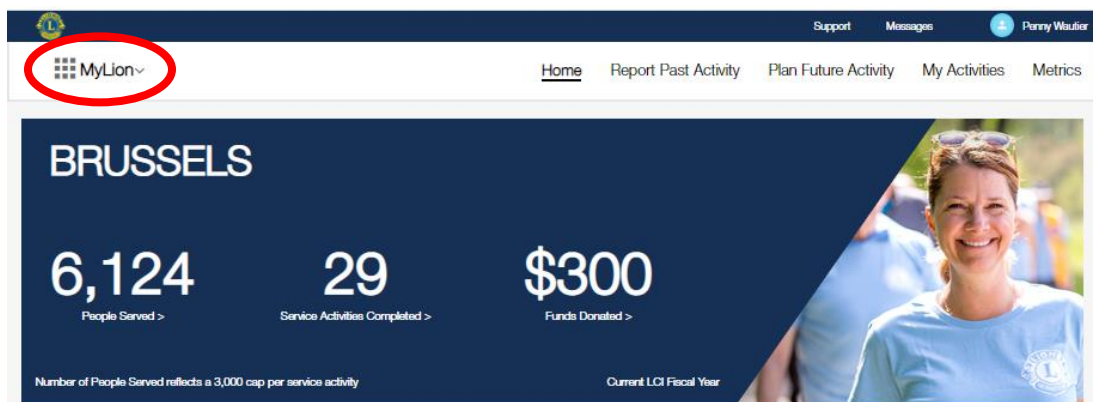 Support Messages Penny Wautier
MyLion
Home Report Past Activity Plan Future Activity My Activities Metrics
BRUSSELS
6,124 29 $300
People Served > Service Activities Completed > Funds Donated >
Number of People Served reflects a 3,000 cap per service activity Current LCI Fiscal Year
L